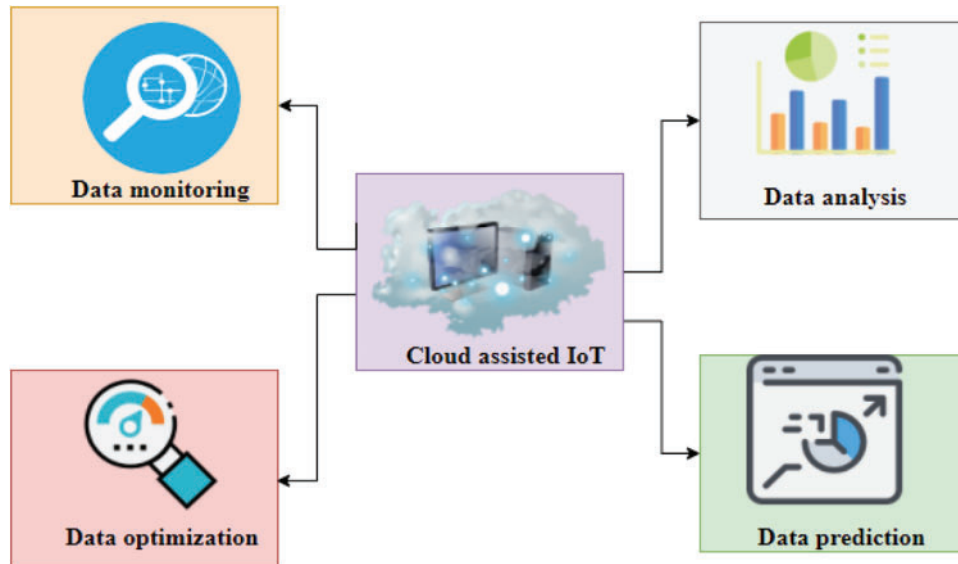 Data monitoring
Data analysis
Cloud assisted IoT
Data optimization
Data prediction